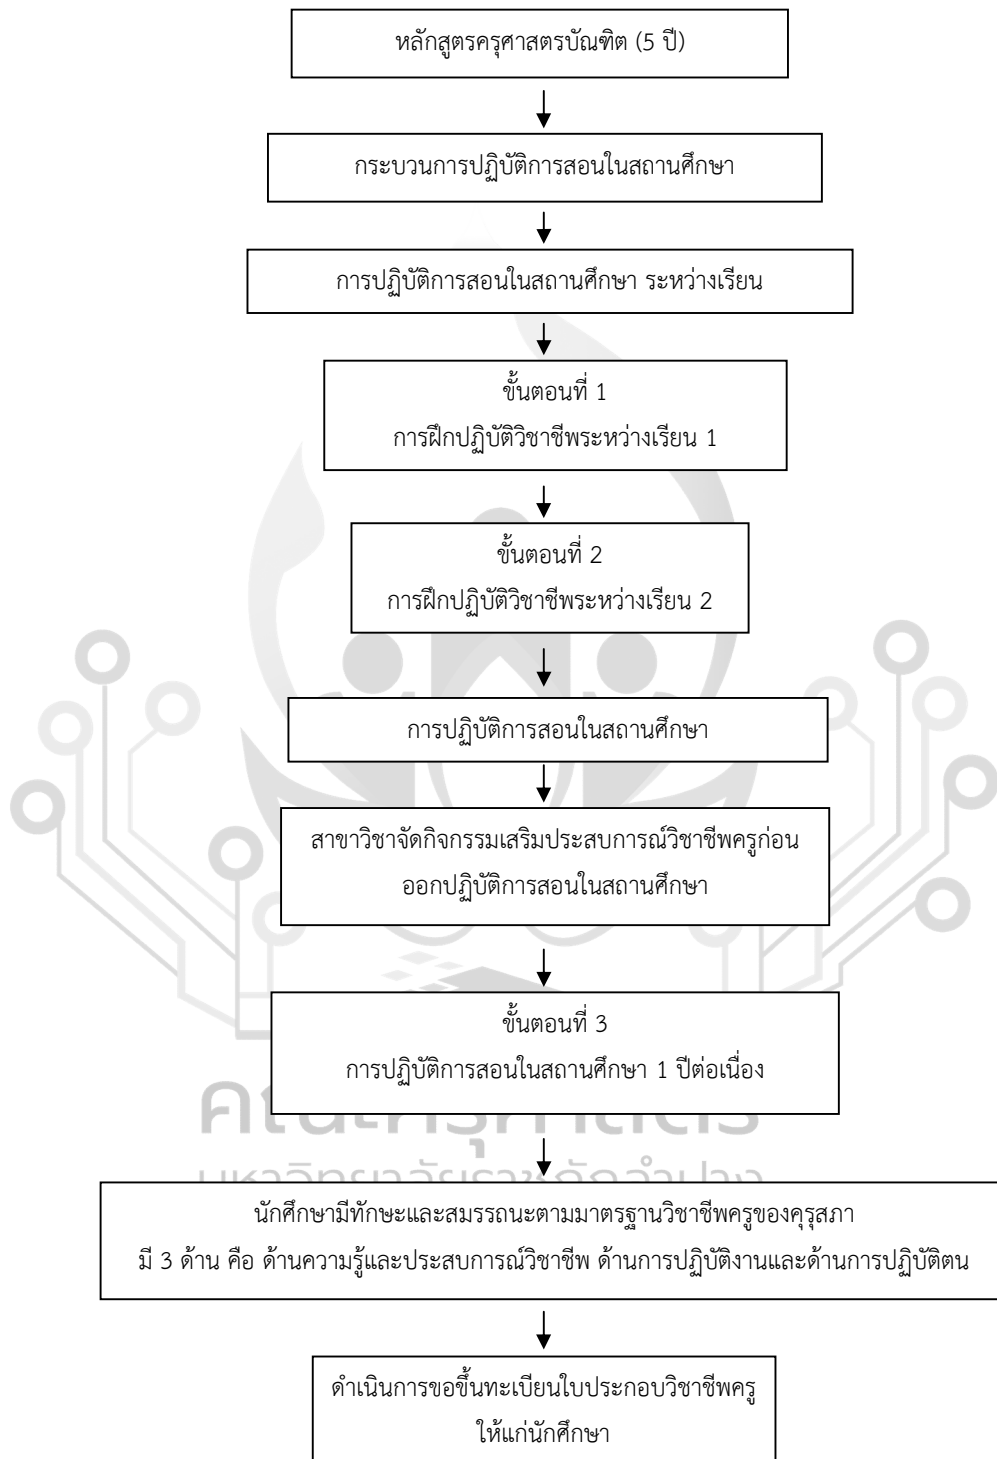 หลักสูตรครุศาสตรบัณฑิต (5 ปี)
กระบวนการปฏิบัติการสอนในสถานศึกษา
การปฏิบัติการสอนในสถานศึกษา ระหว่างเรียน
ขั้นตอนที่ 1
การฝึกปฏิบัติวิชาชีพระหว่างเรียน 1
ขั้นตอนที่ 2
การฝึกปฏิบัติวิชาชีพระหว่างเรียน 2
การปฏิบัติการสอนในสถานศึกษา
สาขาวิชาจัดกิจกรรมเสริมประสบการณ์วิชาชีพครูก่อน
ออกปฏิบัติการสอนในสถานศึกษา
ขั้นตอนที่ 3
การปฏิบัติการสอนในสถานศึกษา 1 ปีต่อเนื่อง
คณะครุศาสตร์
มหาวิทยาลัยราชภัฏลำปาง
นักศึกษามีทักษะและสมรรถนะตามมาตรฐานวิชาชีพครูของคุรุสภา
มี 3 ด้าน คือ ด้านความรู้และประสบการณ์วิชาชีพ ด้านการปฏิบัติงานและด้านการปฏิบัติตน
ดำเนินการขอขึ้นทะเบียนใบประกอบวิชาชีพครู
ให้แก่นักศึกษา